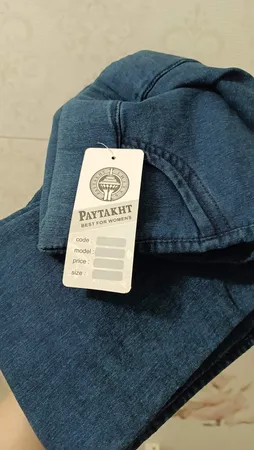 PAYTAKHT
BEST FOR WOMENS
code :
model :
price :
size :